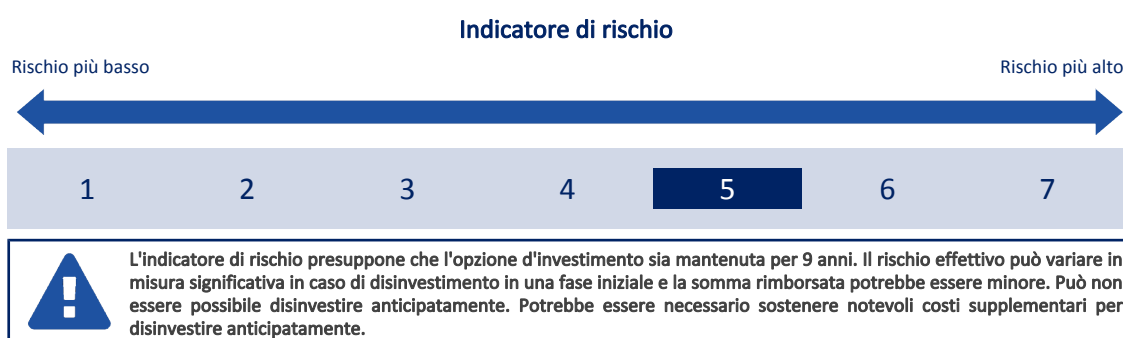 Indicatore di rischio
Rischio più basso
Rischio più alto
1 2 3 4 5 6 7
L'indicatore di rischio presuppone che l'opzione d'investimento sia mantenuta per 9 anni. Il rischio effettivo può variare in
misura significativa in caso di disinvestimento in una fase iniziale e la somma rimborsata potrebbe essere minore. Può non
essere possibile disinvestire anticipatamente. Potrebbe essere necessario sostenere notevoli costi supplementari per
disinvestire anticipatamente.